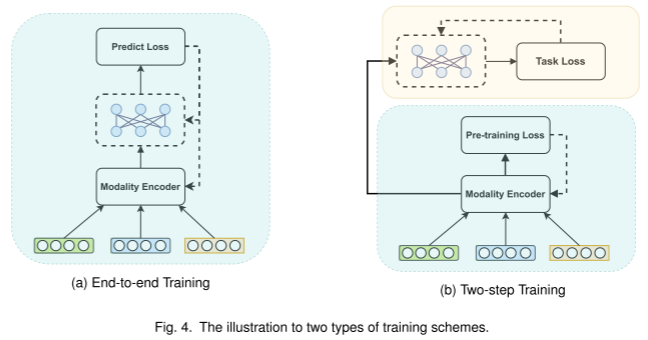 Predict Loss
Modality Encoder
(a) End-to-end Training
Task Loss
Pre-training Loss
Modality Encoder
(b) Two-step Training
Fig. 4. The illustration to two types of training schemes.